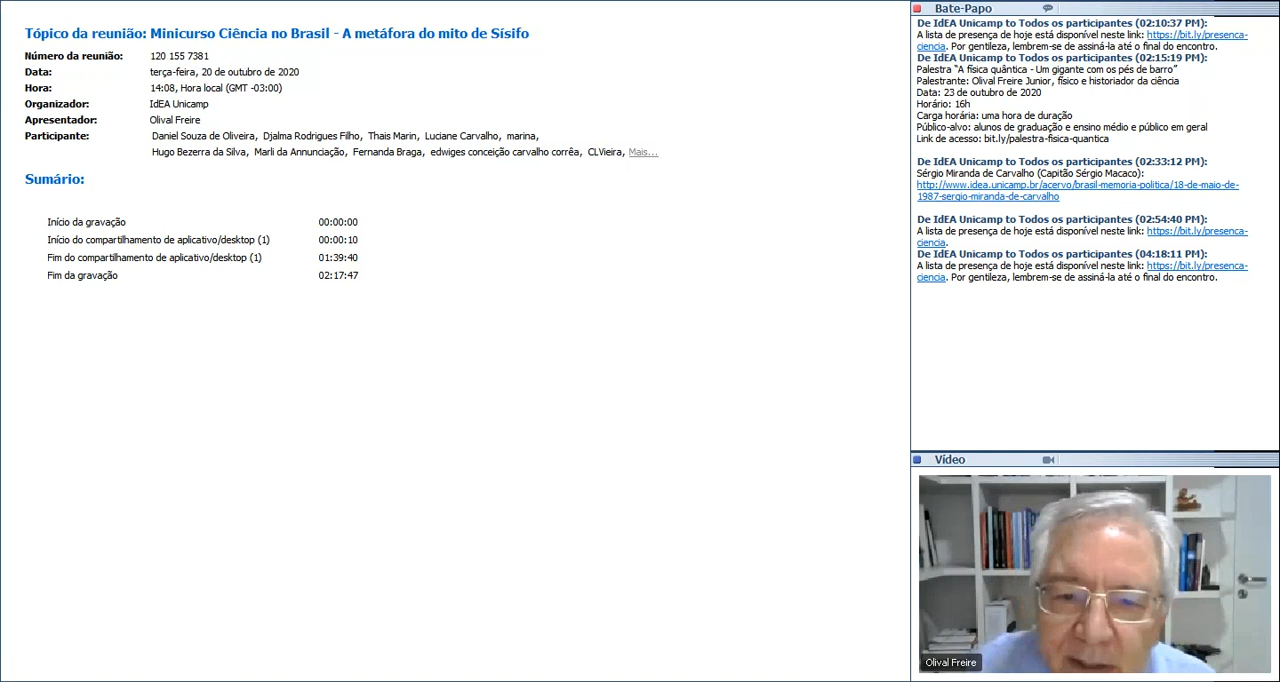 Tópico da reunião: Minicurso Ciência no Brasil - A metáfora do mito de Sísifo
Número da reunião: 120 155 7381
Data: terça-feira, 20 de outubro de 2020
Hora: 14:08, Hora local (GMT -03:00)
Organizador: IdEA Unicamp
Apresentador: Olival Freire
Participante: Daniel Souza de Oliveira, Djalma Rodrigues Filho, Thais Marin, Luciane Carvalho, marina,
Hugo Bezerra da Silva, Marli da Annunciação, Fernanda Braga, edwiges conceição carvalho corrêa, CLVieira, Mais...
Sumário:
Início da gravação 00:00:00
Início do compartilhamento de aplicativo/desktop (1) 00:00:10
Fim do compartilhamento de aplicativo/desktop (1) 01:39:40
Fim da gravação 02:17:47
Bate-Papo
De IdEA Unicamp to Todos os participantes (02:10:37 PM):
A lista de presença de hoje está disponível neste link: https://bit.ly/presenca-
ciencia. Por gentileza, lembrem-se de assiná-la até o final do encontro.
De IdEA Unicamp to Todos os participantes (02:15:19 PM):
Palestra "A física quântica - Um gigante com os pés de barro"
Palestrante: Olival Freire Junior, físico e historiador da ciência
Data: 23 de outubro de 2020
Horário: 16h
Carga horária: uma hora de duração
Público-alvo: alunos de graduação e ensino médio e público em geral
Link de acesso: bit.ly/palestra-fisica-quantica
De IdEA Unicamp to Todos os participantes (02:33:12 PM):
Sérgio Miranda de Carvalho (Capitão Sérgio Macaco):
http://www.idea.unicamp.br/acervo/brasil-memoria-politica/18-de-maio-de-
1987-sergio-miranda-de-carvalho
De IdEA Unicamp to Todos os participantes (02:54:40 PM):
A lista de presença de hoje está disponível neste link: https://bit.ly/presenca-
ciencia.
De IdEA Unicamp to Todos os participantes (04:18:11 PM):
A lista de presença de hoje está disponível neste link: https://bit.ly/presenca-
ciencia. Por gentileza, lembrem-se de assiná-la até o final do encontro.
Vídeo
Olival Freire